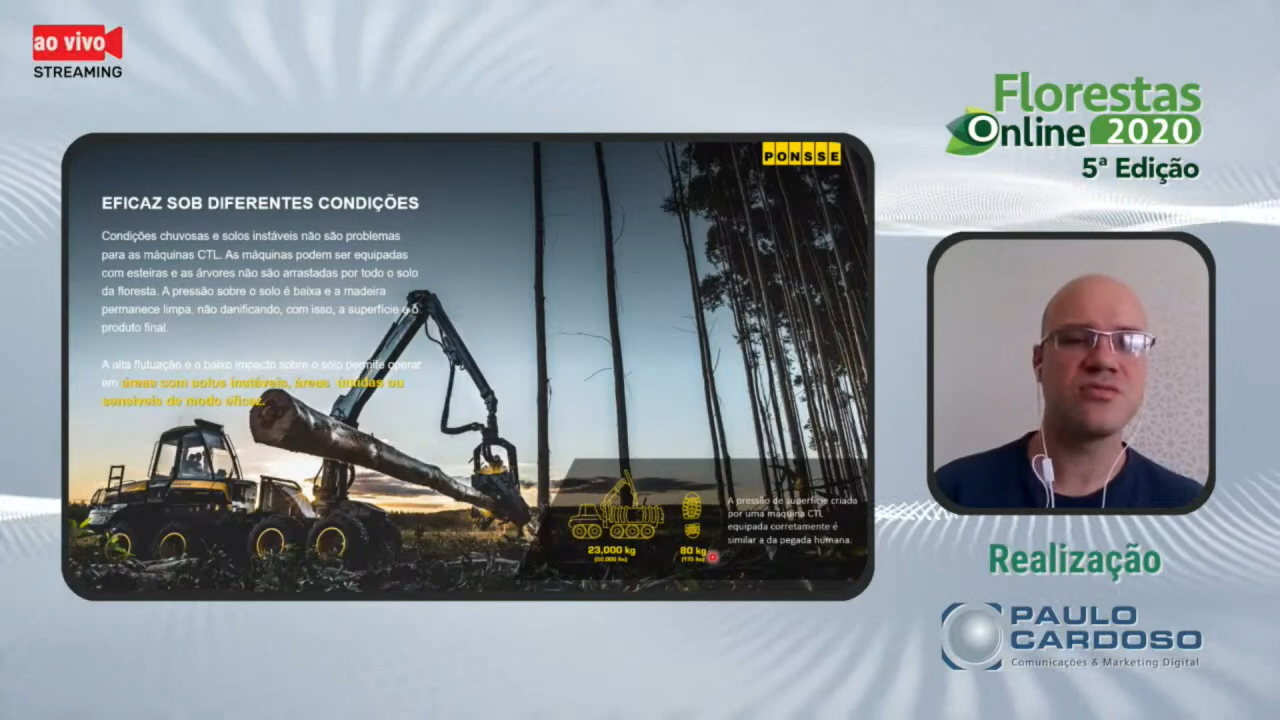 ao vivo
STREAMING
Florestas
Online 2020
5ª Edição
PONSSE
EFICAZ SOB DIFERENTES CONDIÇÕES
Condições chuvosas e solos instáveis não são problemas
para as máquinas CTL. As máquinas podem ser equipadas
com esteiras e as árvores não são arrastadas por todo o solo
da floresta. A pressão sobre o solo é baixa e a madeira
permanece limpa, não danificando, com isso, a superfície e o
produto final.
A alta flutuação e o baixo impacto sobre o solo permite operar
em áreas com solos instáveis, áreas úmidas ou
sensíveis de modo eficaz.
A pressão de superfície criada
por uma máquina CTL
equipada corretamente é
similar a da pegada humana.
23,000 kg
(50,000 lbs)
80 kg
(175 lbs)
Realização
PAULO
CARDOSO
Comunicações & Marketing Digital